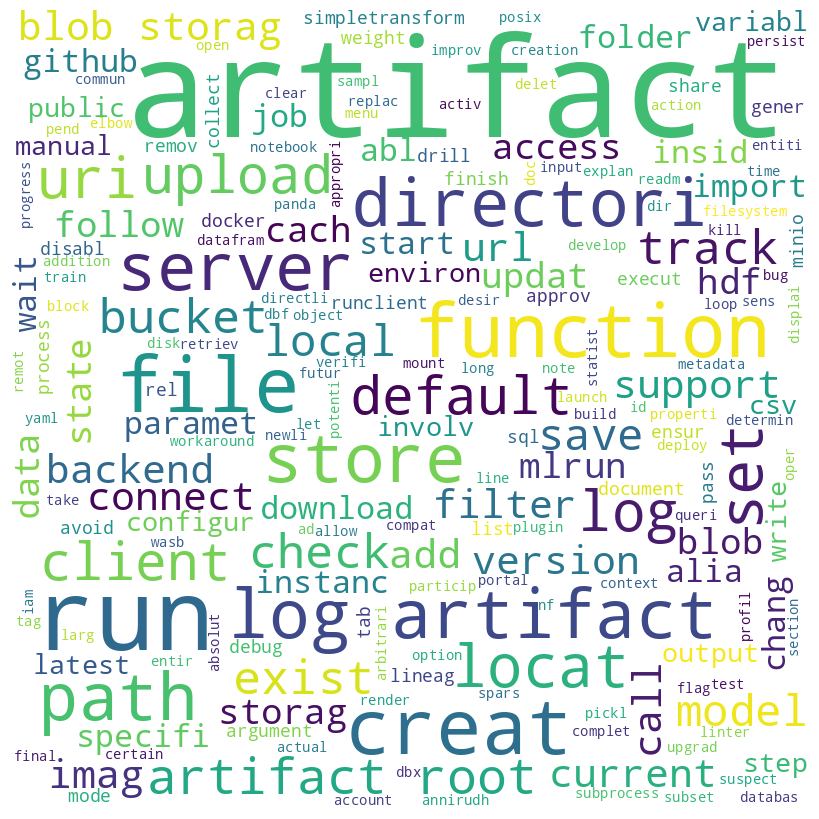 simpletransform
posix
variabl
blob storag
open
weight
improv
creation
folder
persist
github
commun
artifact
sampl
delet
share
clear
activ
replac
action
gener
public
pend
elbow
collect
job
menu
manual
remov
notebook
appropri
abl
drill
access
input
explan
insid
entiti
time
doc
readm
progress
uri
upload
panda
finish
directori
dir
import
filesystem
follow
docker
datafram
cach
start
url
develop
track
kill
minio
disabl
addition
train
wait
server
environ
updat
execut
hdf
bug
block
bucket
directli
dbf
object
runclient
desir
approv
loop
sens
displai
function
local
disk
retriev
verifi
futur
mount
long
note
statist
metadata
remot
process
state
file
rel
default
launch
build
id
properti
support
csv
determin
yaml
paramet
workaround
newli
let
potenti
involv
sql
save
ensur
deploy
data
take
backend
store
mlrun
line
pass
set
oper
connect
configur
download
filter
document
list
plugin
log
queri
write
avoid
wasb
ad
allow
compat
client
check
add
version
blob
alia
instanc
particip
portal
context
iam
tag
run
log artifact
tab
nf
profil
chang
section
larg
absolut
debug
arbitrari
lineag
option
locat
output
latest
entir
render
spars
call
flag
test
path
exist
storag
pickl
model
specifi
argument
creat
complet
linter
upgrad
final
certain
actual
imag
artifact
dbx
root
current
step
suspect
mode
account
annirudh
subprocess
subset
databas